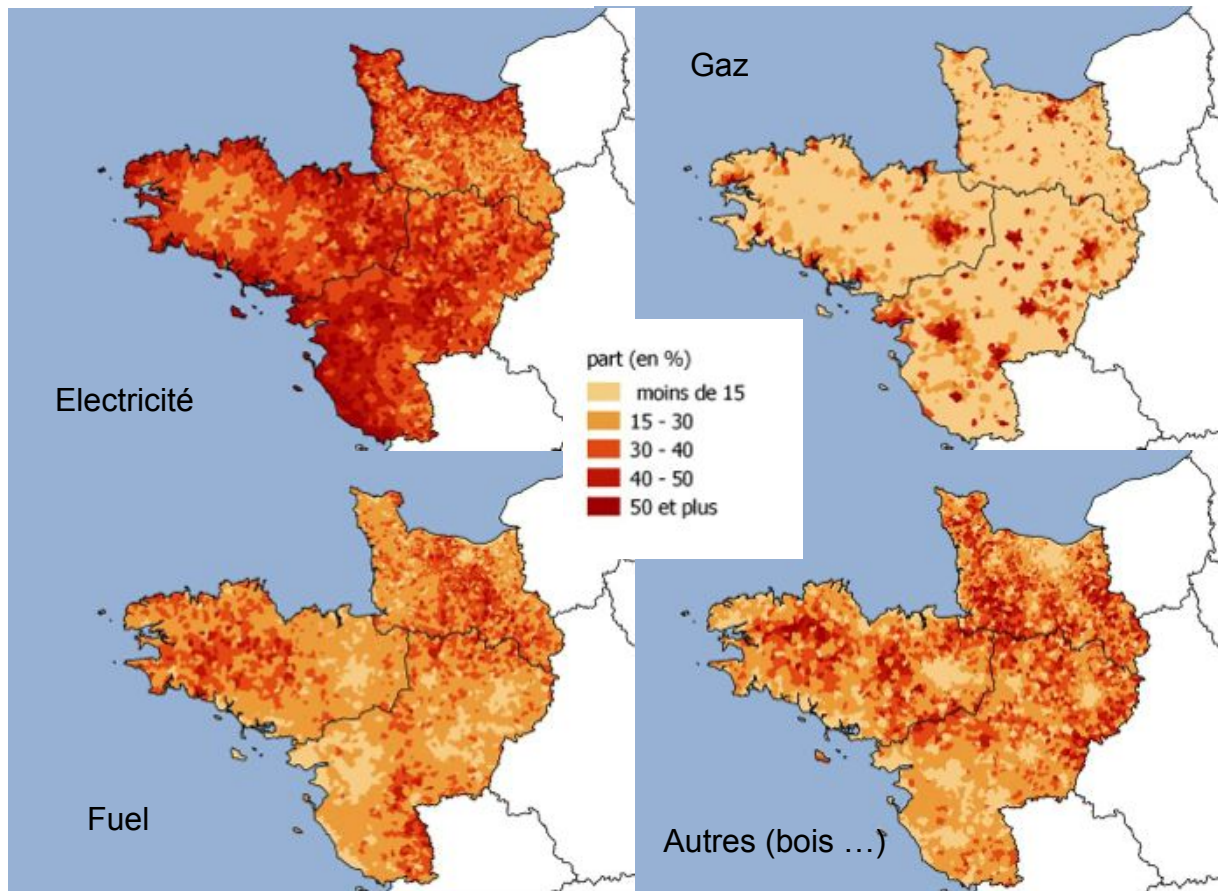 Gaz
Electricité
part (en %)
moins de 15
15 - 30
30 - 40
40 - 50
50 et plus
Fuel
Autres (bois ...)